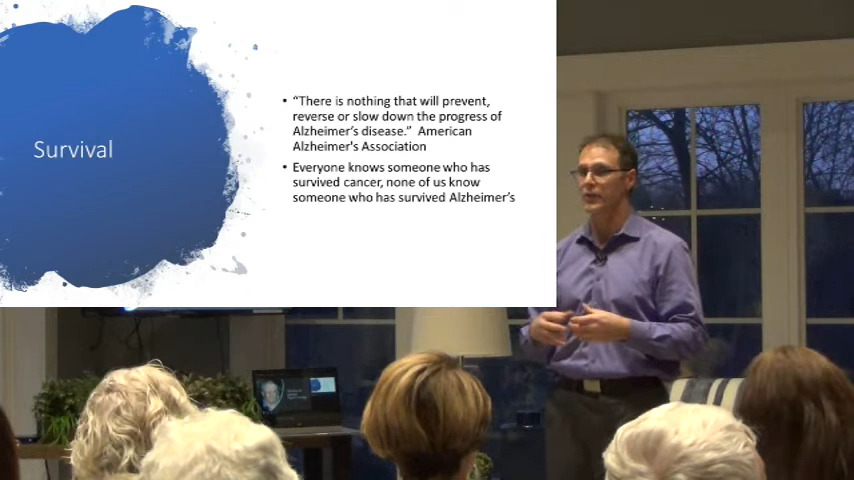 Survival
• “There is nothing that will prevent,
reverse or slow down the progress of
Alzheimer’s disease.” American
Alzheimer's Association
• Everyone knows someone who has
survived cancer, none of us know
someone who has survived Alzheimer’s